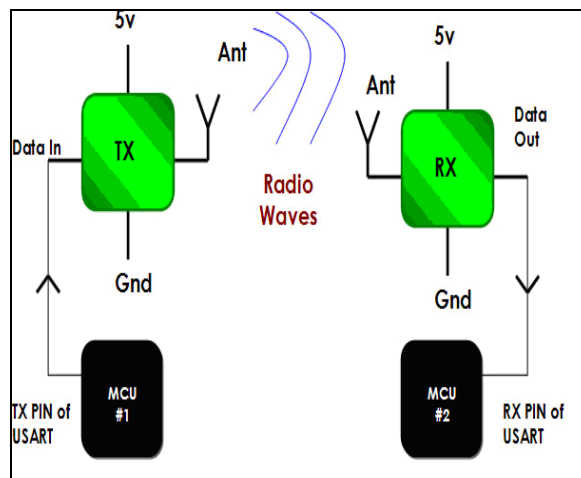 5v
Ant
Data In
TX
Gnd
TX PIN of
USART
MCU
#1
Radio
Waves
5v
Ant
Data
Out
RX
Gnd
MCU
#2
RX PIN of
USART